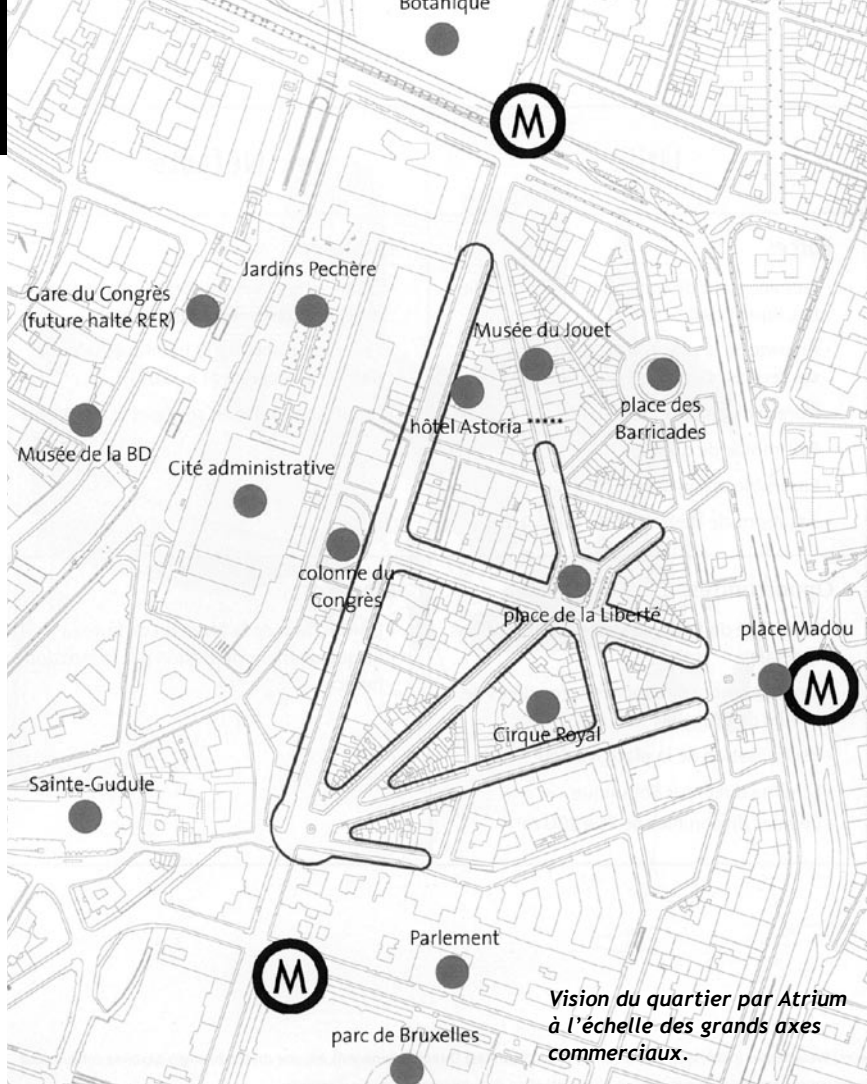 Botanique
M
Jardins Pechère
Gare du Congrès
(future halte RER)
Musée du Jouet
place des
Barricades
hôtel Astoria *****
Musée de la BD
Cité administrative
colonne du
Congrès
place de la Liberté
place Madou
M
Cirque Royal
Sainte-Gudule
Parlement
M
parc de Bruxelles
Vision du quartier par Atrium
à l'échelle des grands axes
commerciaux.